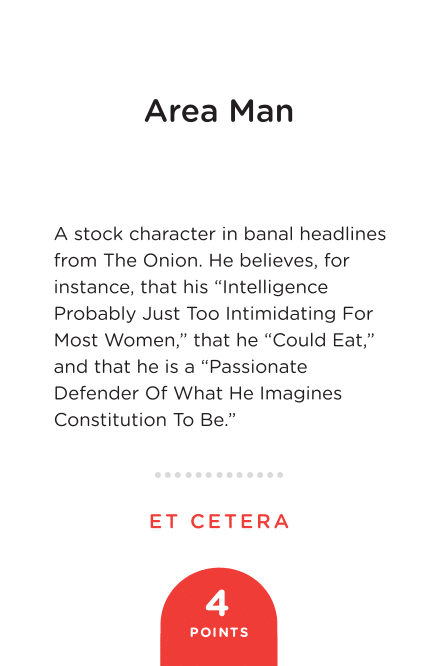 Area Man
A stock character in banal headlines
from The Onion. He believes, for
instance, that his “Intelligence
Probably Just Too Intimidating For
Most Women,” that he “Could Eat,”
and that he is a “Passionate
Defender Of What He Imagines
Constitution To Be.”
ET CETERA
4
POINTS